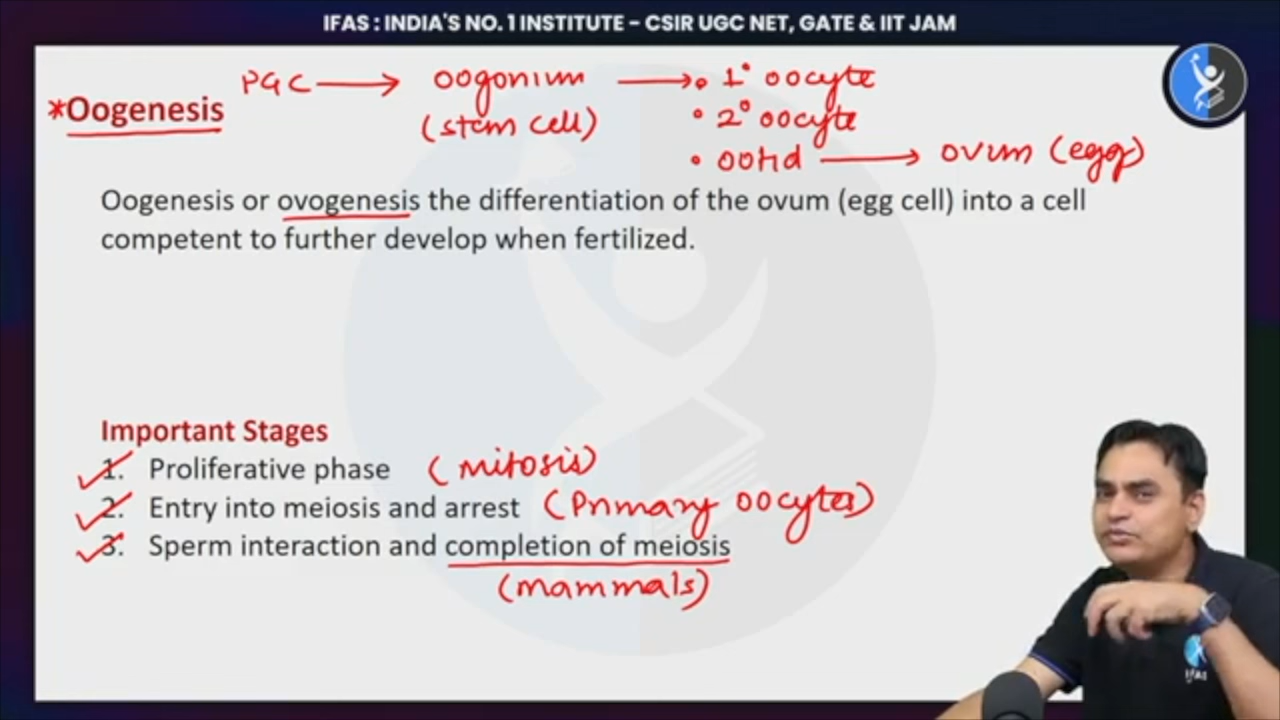 IFAS : INDIA'S NO. 1 INSTITUTE - CSIR UGC NET, GATE & IIT JAM
PGC → oogonium → • 1° oocyte
*Oogenesis (stem cell) • 2° oocyte
• ootid → ovum (egg)
Oogenesis or ovogenesis the differentiation of the ovum (egg cell) into a cell
competent to further develop when fertilized.
Important Stages
1. Proliferative phase (mitosis)
2. Entry into meiosis and arrest (Primary oocytes)
3. Sperm interaction and completion of meiosis
(mammals)
IFAS